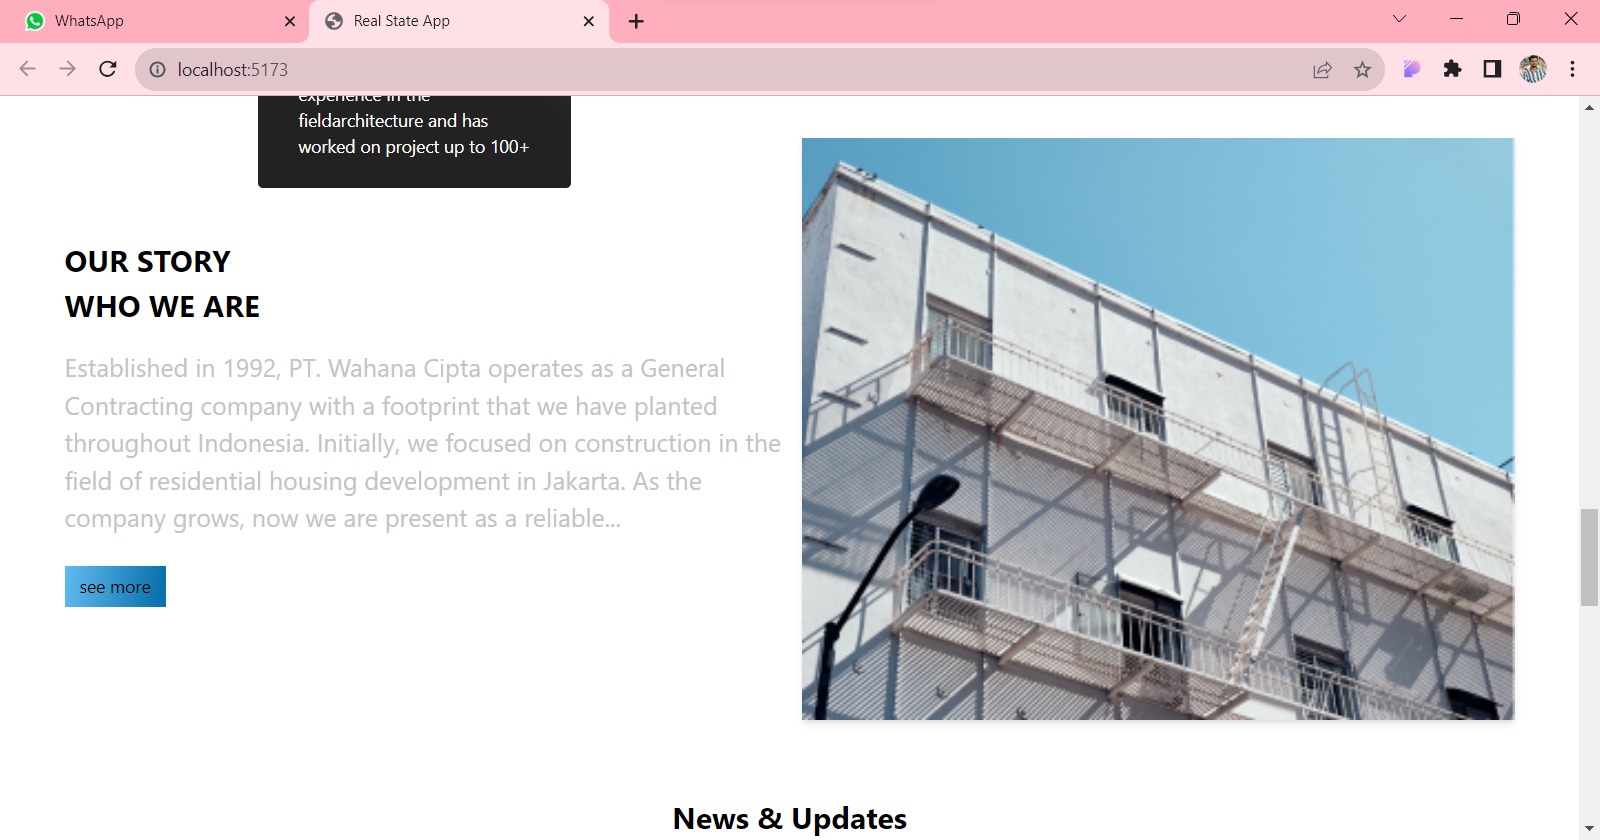 WhatsApp
Real State App
localhost:5173
experience in the
fieldarchitecture and has
worked on project up to 100+
OUR STORY
WHO WE ARE
Established in 1992, PT. Wahana Cipta operates as a General
Contracting company with a footprint that we have planted
throughout Indonesia. Initially, we focused on construction in the
field of residential housing development in Jakarta. As the
company grows, now we are present as a reliable...
see more
News & Updates